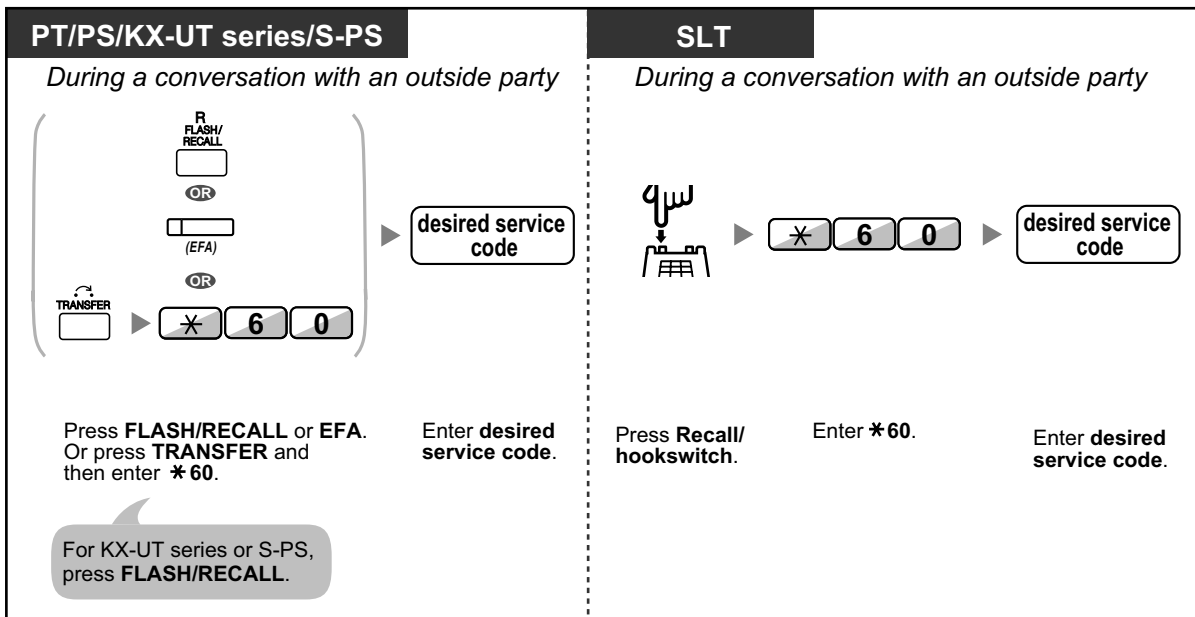 PT/PS/KX-UT series/S-PS
During a conversation with an outside party
R
FLASH/
RECALL
OR
(EFA)
OR
TRANSFER
* 6 0
desired service
code
Press FLASH/RECALL or EFA.
Or press TRANSFER and
then enter *60.
Enter desired
service code.
For KX-UT series or S-PS,
press FLASH/RECALL.
SLT
During a conversation with an outside party
* 6 0
desired service
code
Press Recall/
hookswitch.
Enter *60.
Enter desired
service code.